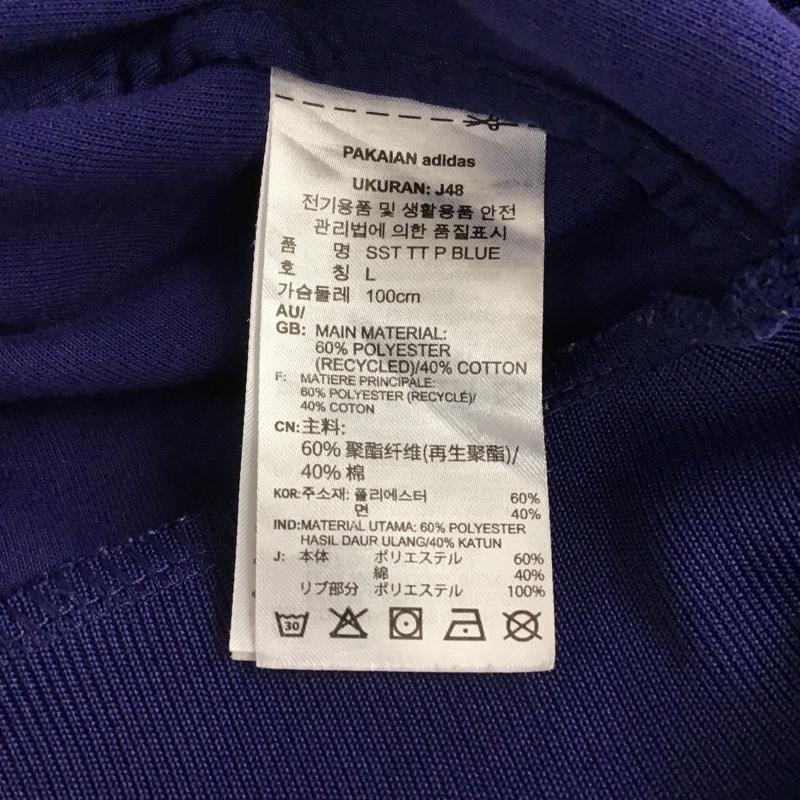 PAKAIAN adidas
UKURAN: J48
전기용품 및 생활용품 안전
관리법에 의한 품질표시
품 명 SST TT P BLUE
호 칭 L
가슴둘레 100cm
AU/
GB: MAIN MATERIAL:
60% POLYESTER
(RECYCLED)/40% COTTON
F: MATIERE PRINCIPALE:
60% POLYESTER (RECYCLÉ)/
40% COTON
CN:主料:
60% 聚酯纤维(再生聚酯)/
40% 棉
KOR:주소재: 폴리에스터 60%
면 40%
IND:MATERIAL UTAMA: 60% POLYESTER
HASIL DAUR ULANG/40% KATUN
J: 本体 ポリエステル 60%
綿 40%
リブ部分 ポリエステル 100%
30